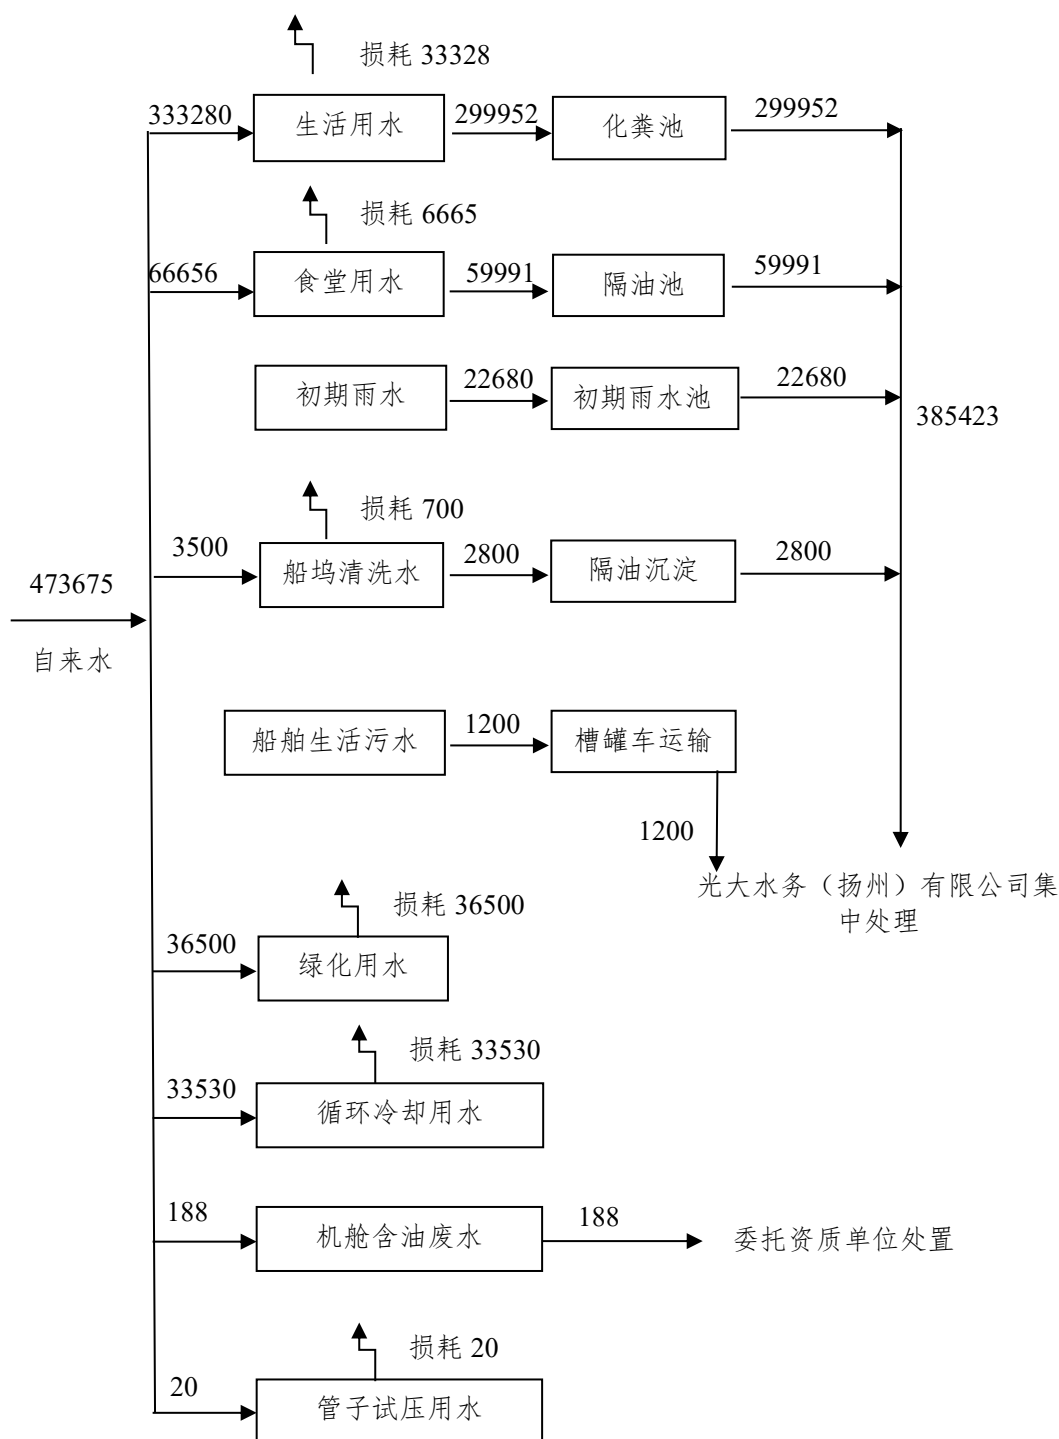 损耗 33328
333280
生活用水
299952
化粪池
299952
损耗 6665
66656
食堂用水
59991
隔油池
59991
初期雨水
22680
初期雨水池
22680
385423
损耗 700
3500
船坞清洗水
2800
隔油沉淀
2800
473675
自来水
船舶生活污水
1200
槽罐车运输
1200
光大水务（扬州）有限公司集
中处理
损耗 36500
36500
绿化用水
损耗 33530
33530
循环冷却用水
188
机舱含油废水
188
委托资质单位处置
损耗 20
20
管子试压用水